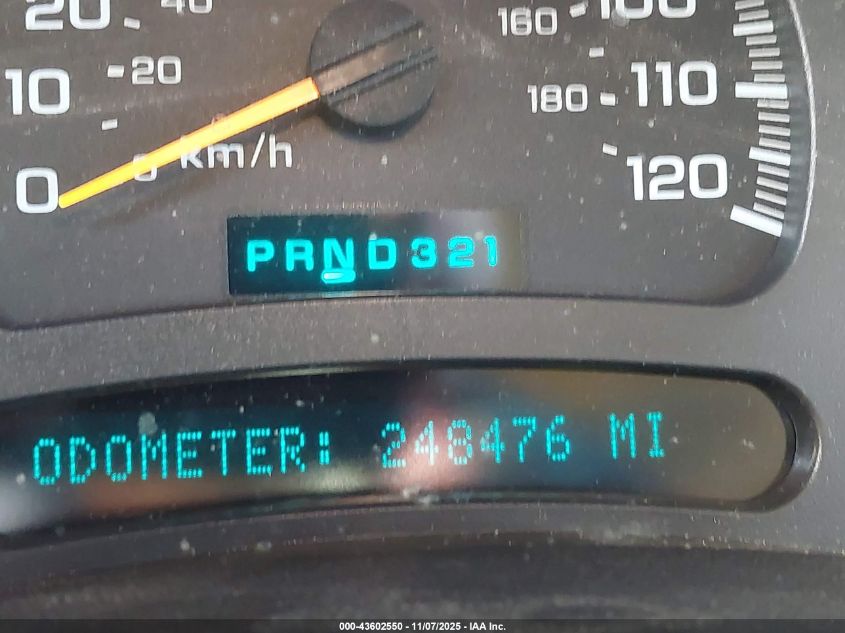 20 40 160 100
10 20 180 110
0 0 km/h 120
PRND321
ODOMETER: 248476 MI
000-43602550 - 11/07/2025 - IAA Inc.